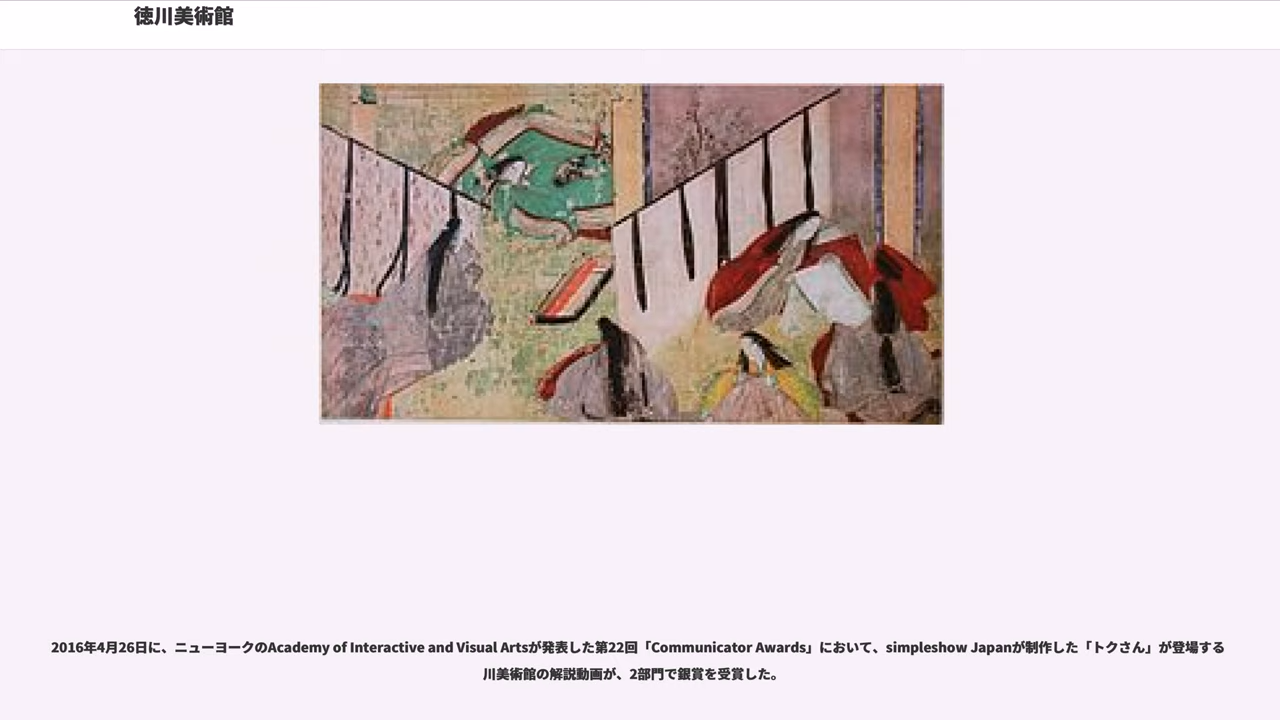 徳川美術館
2016年4月26日に、ニューヨークのAcademy of Interactive and Visual Artsが発表した第22回「Communicator Awards」において、simpleshow Japanが制作した「トクさん」が登場する
川美術館の解説動画が、2部門で銀賞を受賞した。